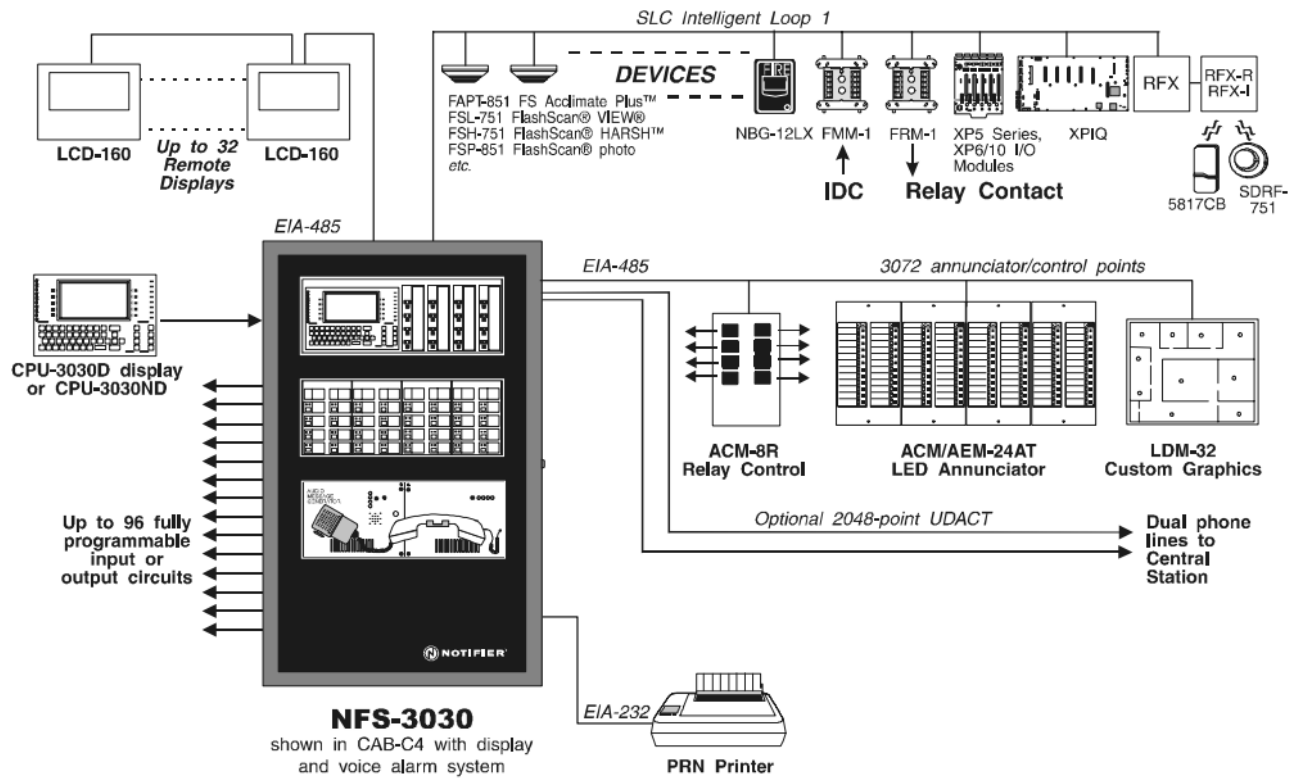 SLC Intelligent Loop 1
LCD-160
Up to 32
Remote
Displays
LCD-160
FAPT-851 FS Acclimate Plus™
FSL-751 FlashScan® VIEW®
FSH-751 FlashScan® HARSH™
FSP-851 FlashScan® photo
etc.
DEVICES
FIRE
NBG-12LX
FMM-1
IDC
FRM-1
Relay Contact
XP5 Series,
XP6/10 I/O
Modules
XPIQ
RFX
RFX-R
RFX-I
5817CB
SDRF-
751
EIA-485
CPU-3030D display
or CPU-3030ND
Up to 96 fully
programmable
input or
output circuits
AUDIO
MESSAGE
GENERATOR
NOTIFIER
NFS-3030
shown in CAB-C4 with display
and voice alarm system
EIA-485
3072 annunciator/control points
ACM-8R
Relay Control
ACM/AEM-24AT
LED Annunciator
LDM-32
Custom Graphics
Optional 2048-point UDACT
Dual phone
lines to
Central
Station
EIA-232
PRN Printer